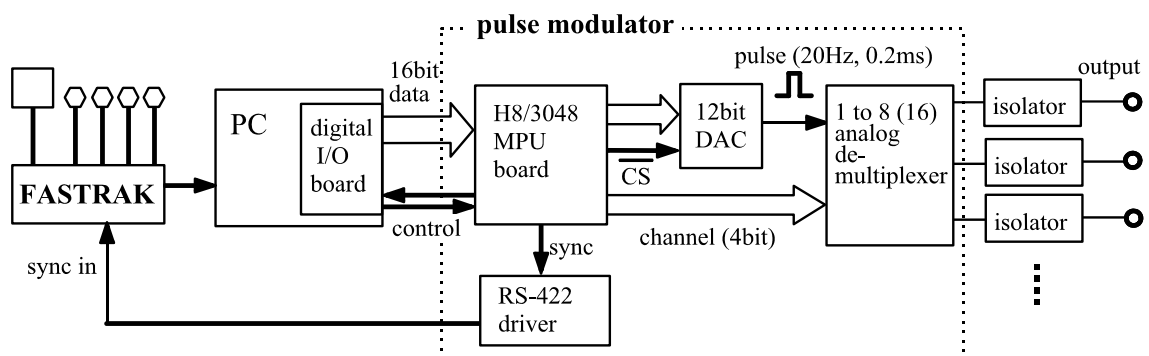 pulse modulator
pulse (20Hz, 0.2ms)
output
16bit
data
PC
digital
I/O
board
H8/3048
MPU
board
12bit
DAC
CS
1 to 8 (16)
analog
de-
multiplexer
isolator
isolator
isolator
FASTRAK
control
channel (4bit)
sync in
sync
RS-422
driver